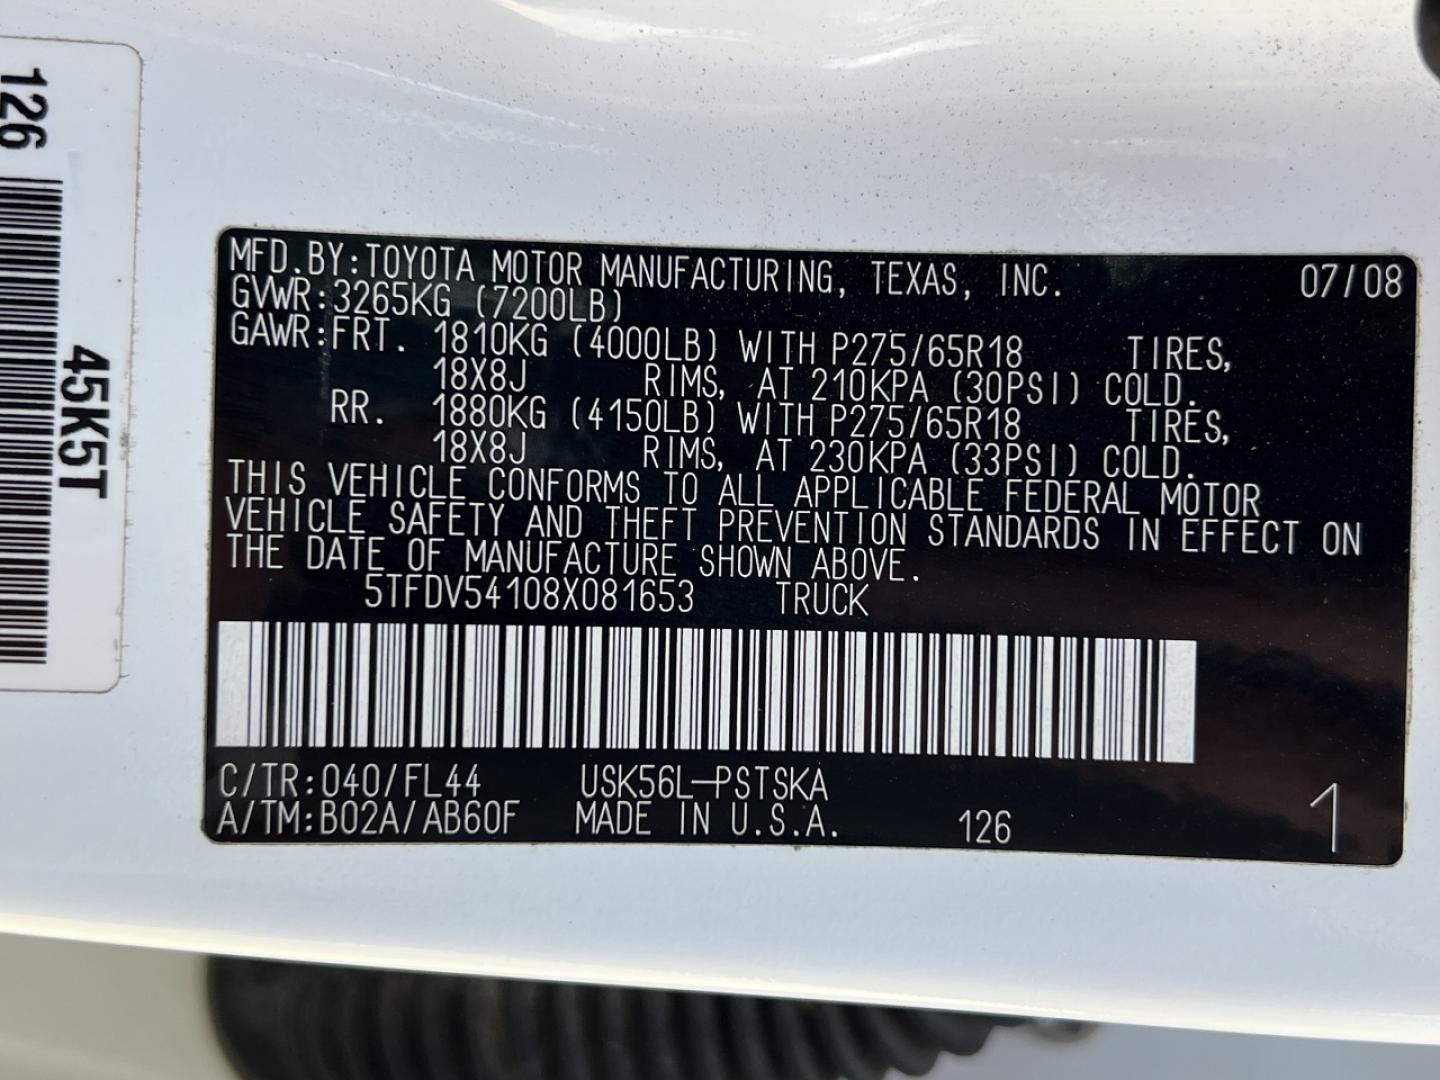 126
45K5T
MFD.BY:TOYOTA MOTOR MANUFACTURING, TEXAS, INC. 07/08
GVWR:3265KG (7200LB)
GAWR:FRT. 1810KG (4000LB) WITH P275/65R18 TIRES,
18X8J RIMS, AT 210KPA (30PSI) COLD.
RR. 1880KG (4150LB) WITH P275/65R18 TIRES,
18X8J RIMS, AT 230KPA (33PSI) COLD.
THIS VEHICLE CONFORMS TO ALL APPLICABLE FEDERAL MOTOR
VEHICLE SAFETY AND THEFT PREVENTION STANDARDS IN EFFECT ON
THE DATE OF MANUFACTURE SHOWN ABOVE.
5TFDV54108X081653 TRUCK
C/TR:040/FL44 USK56L-PSTSKA
A/TM:B02A/AB60F MADE IN U.S.A. 126 1